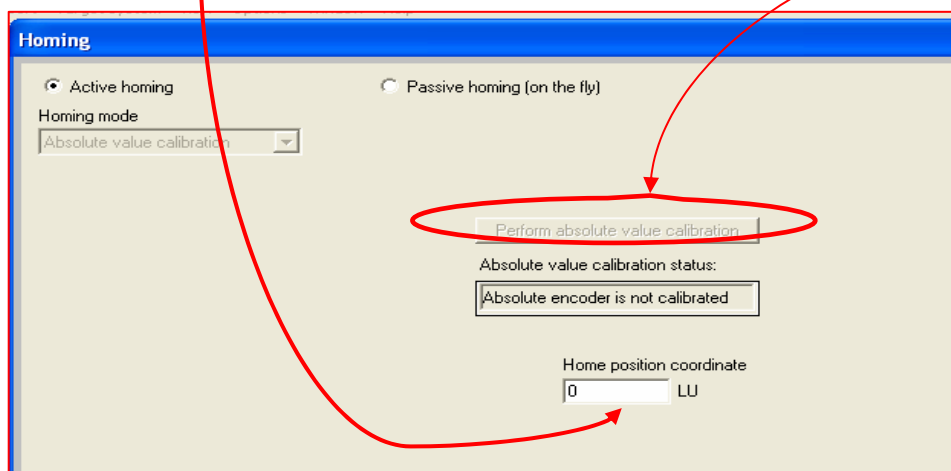 Homing
Active homing
Passive homing (on the fly)
Homing mode
Absolute value calibration
Perform absolute value calibration
Absolute value calibration status:
Absolute encoder is not calibrated
Home position coordinate
0 LU